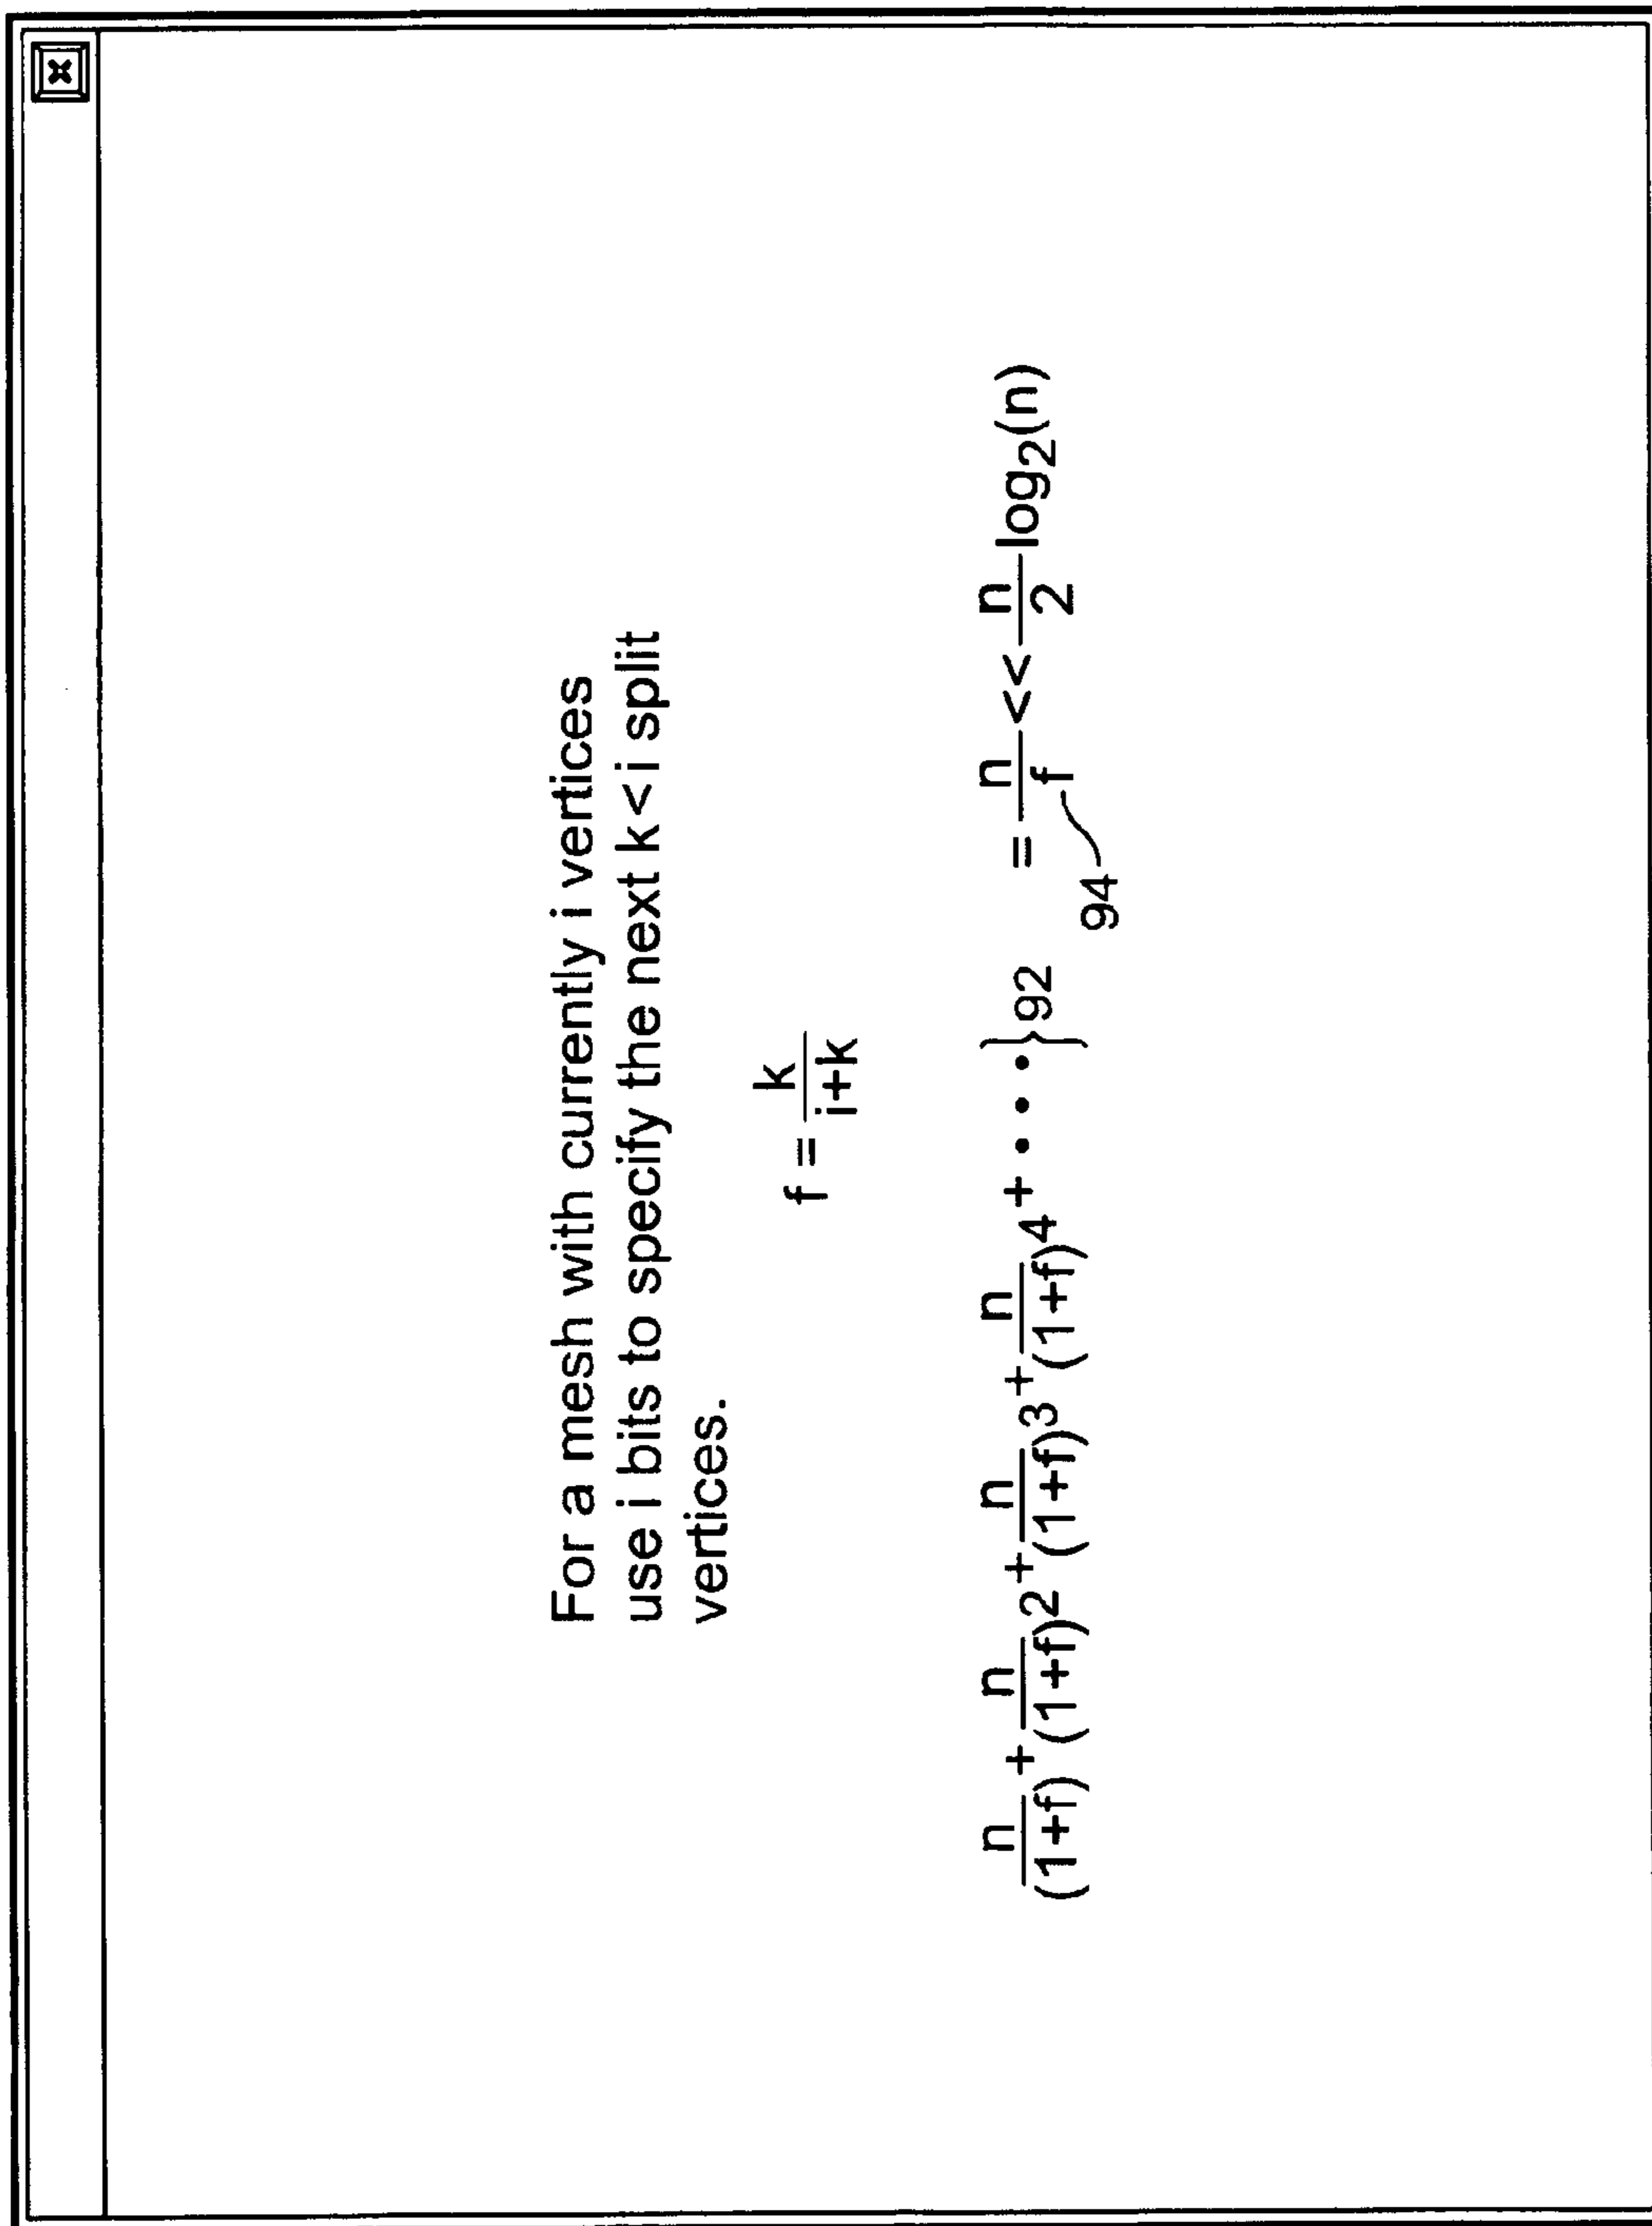 For a mesh with currently i vertices
use i bits to specify the next k<i split
vertices.
f = k/(i+k)
n/(1+f) + n/(1+f)2 + n/(1+f)3 + n/(1+f)4 + • • • }92 = n/f << n/2 log2(n)
94